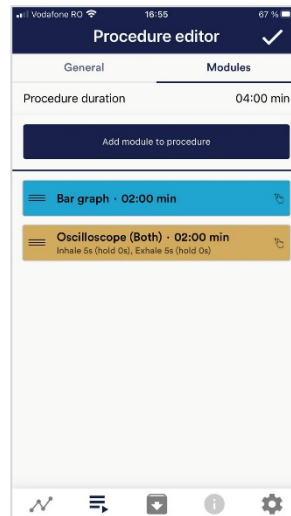 Vodafone RO 16:55 67 %
Procedure editor
General Modules
Procedure duration 04:00 min
Add module to procedure
Bar graph · 02:00 min
Oscilloscope (Both) · 02:00 min
Inhale 5s (hold 0s), Exhale 5s (hold 0s)